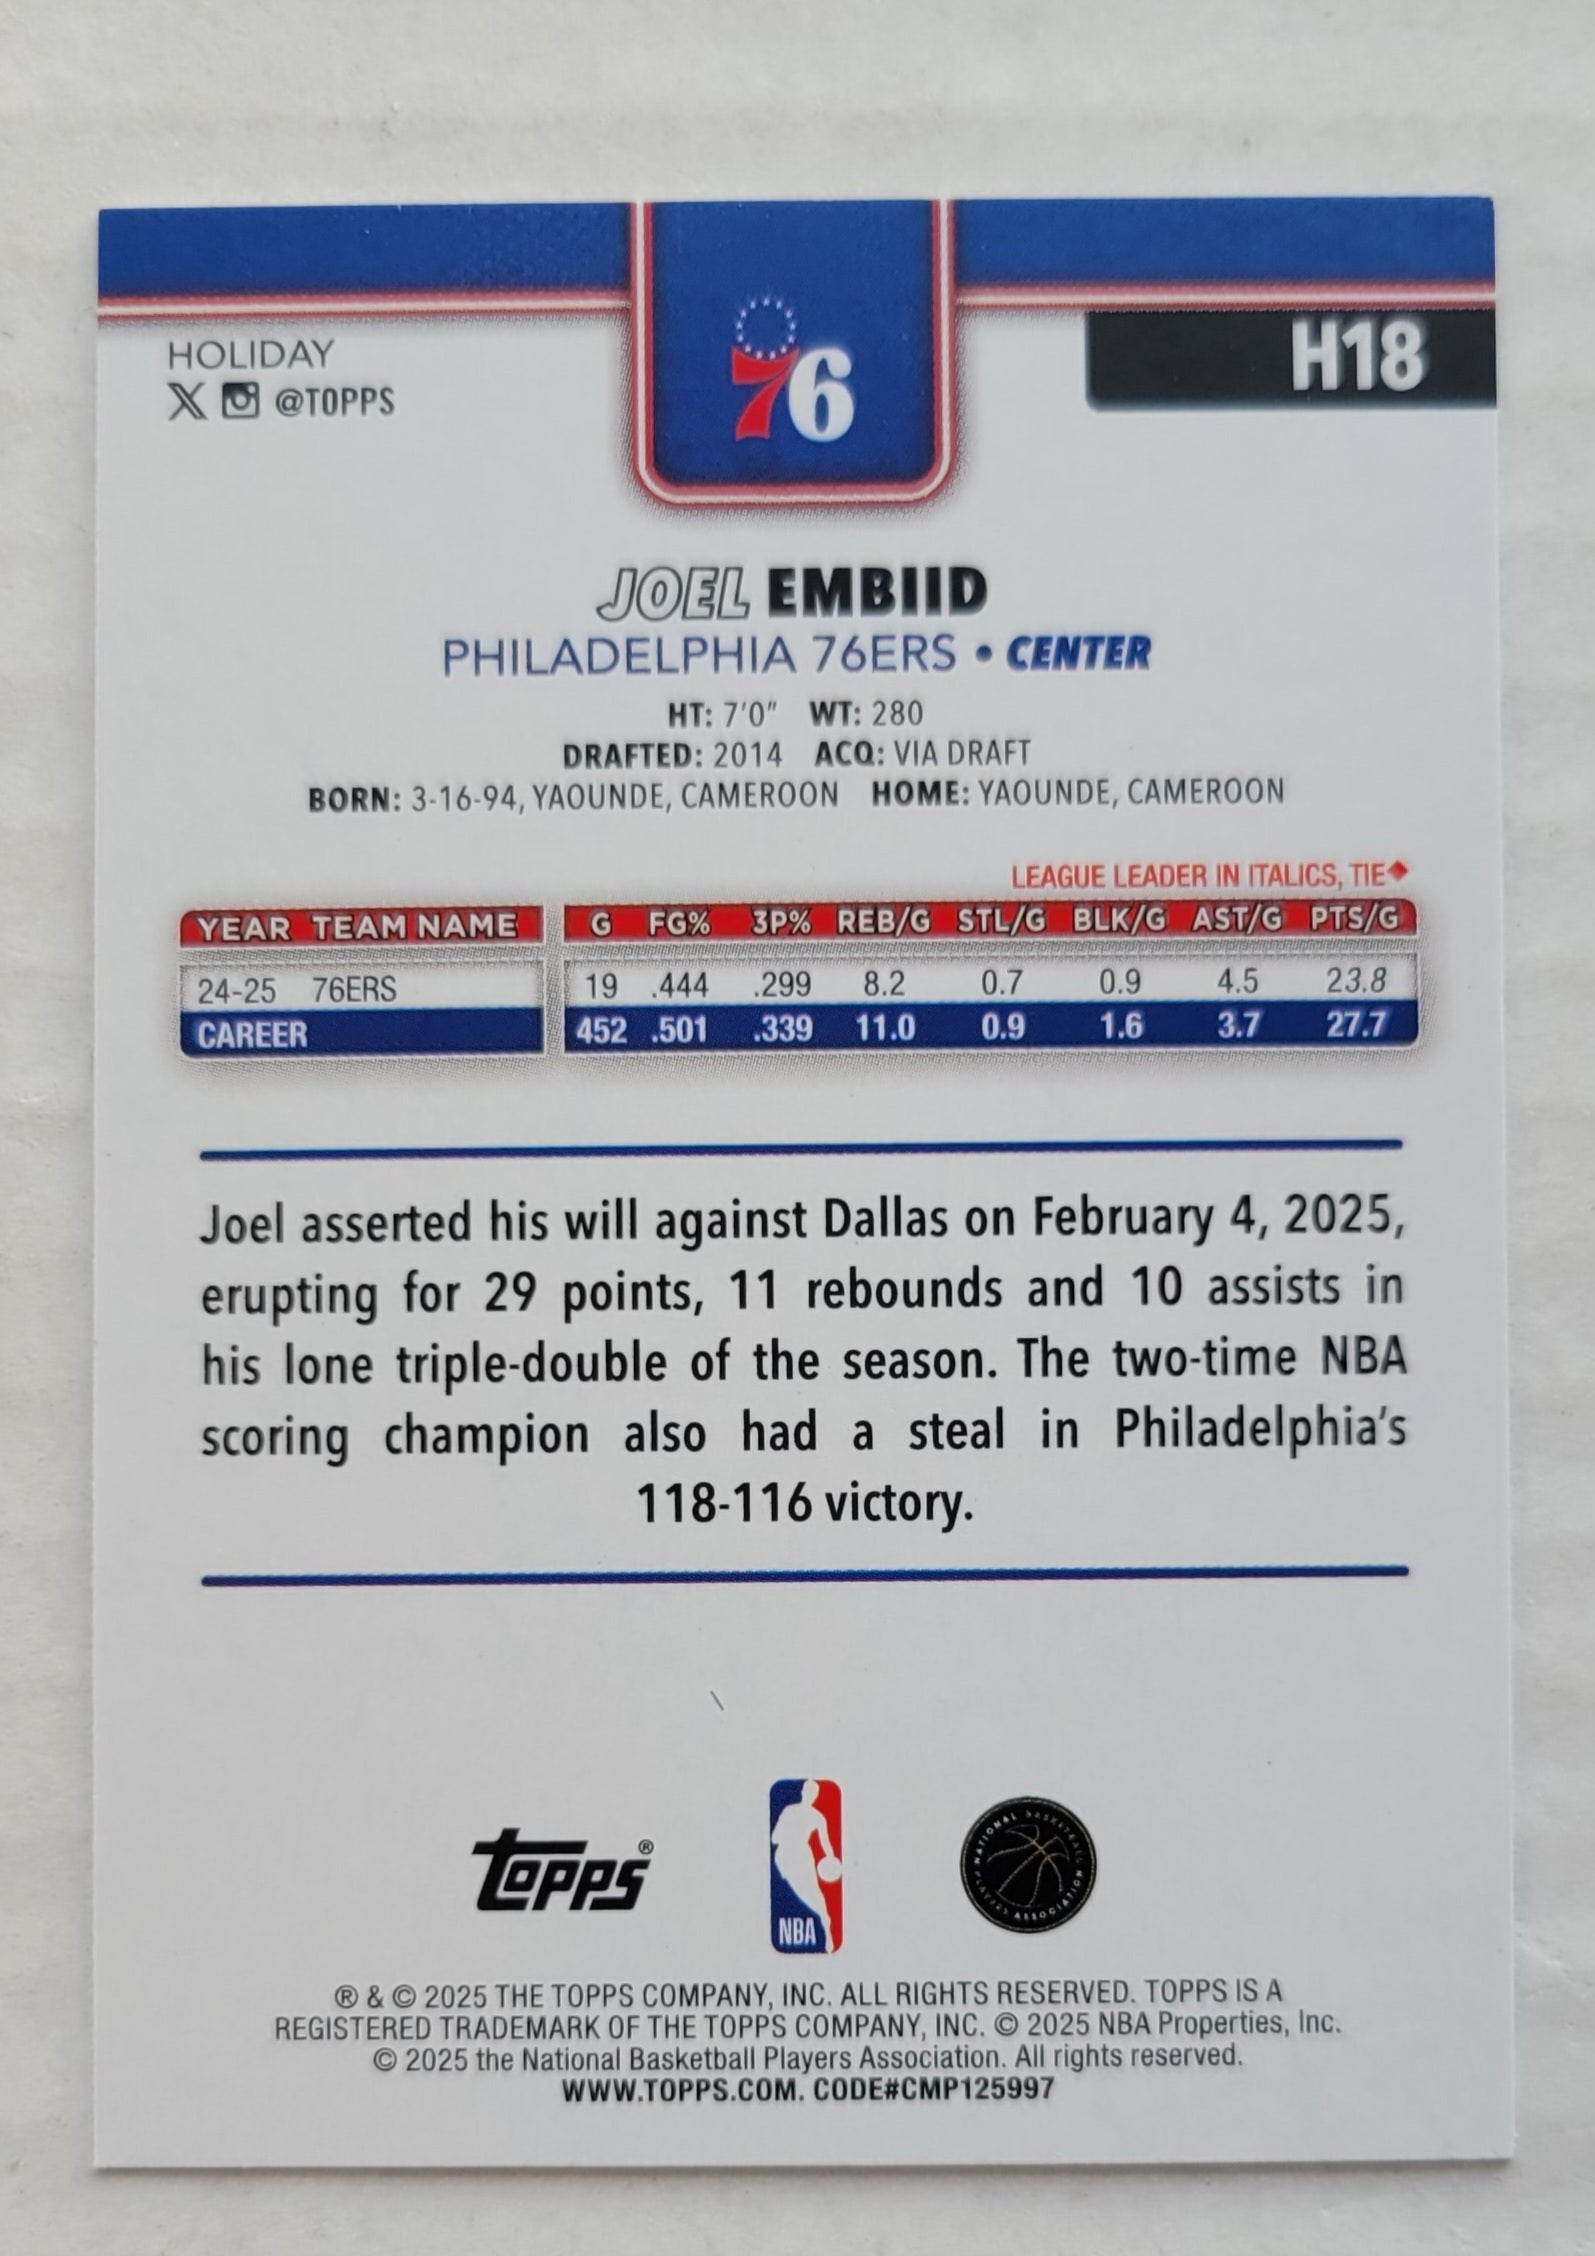 HOLIDAY
@TOPPS
76
H18
JOEL EMBIID
PHILADELPHIA 76ERS • CENTER
HT: 7'0" WT: 280
DRAFTED: 2014 ACQ: VIA DRAFT
BORN: 3-16-94, YAOUNDE, CAMEROON HOME: YAOUNDE, CAMEROON
LEAGUE LEADER IN ITALICS, TIE◆
YEAR TEAM NAME G FG% 3P% REB/G STL/G BLK/G AST/G PTS/G
24-25 76ERS 19 .444 .299 8.2 0.7 0.9 4.5 23.8
CAREER 452 .501 .339 11.0 0.9 1.6 3.7 27.7
Joel asserted his will against Dallas on February 4, 2025,
erupting for 29 points, 11 rebounds and 10 assists in
his lone triple-double of the season. The two-time NBA
scoring champion also had a steal in Philadelphia's
118-116 victory.
Topps®
NBA
NATIONAL BASKETBALL PLAYERS ASSOCIATION
® & © 2025 THE TOPPS COMPANY, INC. ALL RIGHTS RESERVED. TOPPS IS A
REGISTERED TRADEMARK OF THE TOPPS COMPANY, INC. © 2025 NBA Properties, Inc.
© 2025 the National Basketball Players Association. All rights reserved.
WWW.TOPPS.COM. CODE#CMP125997